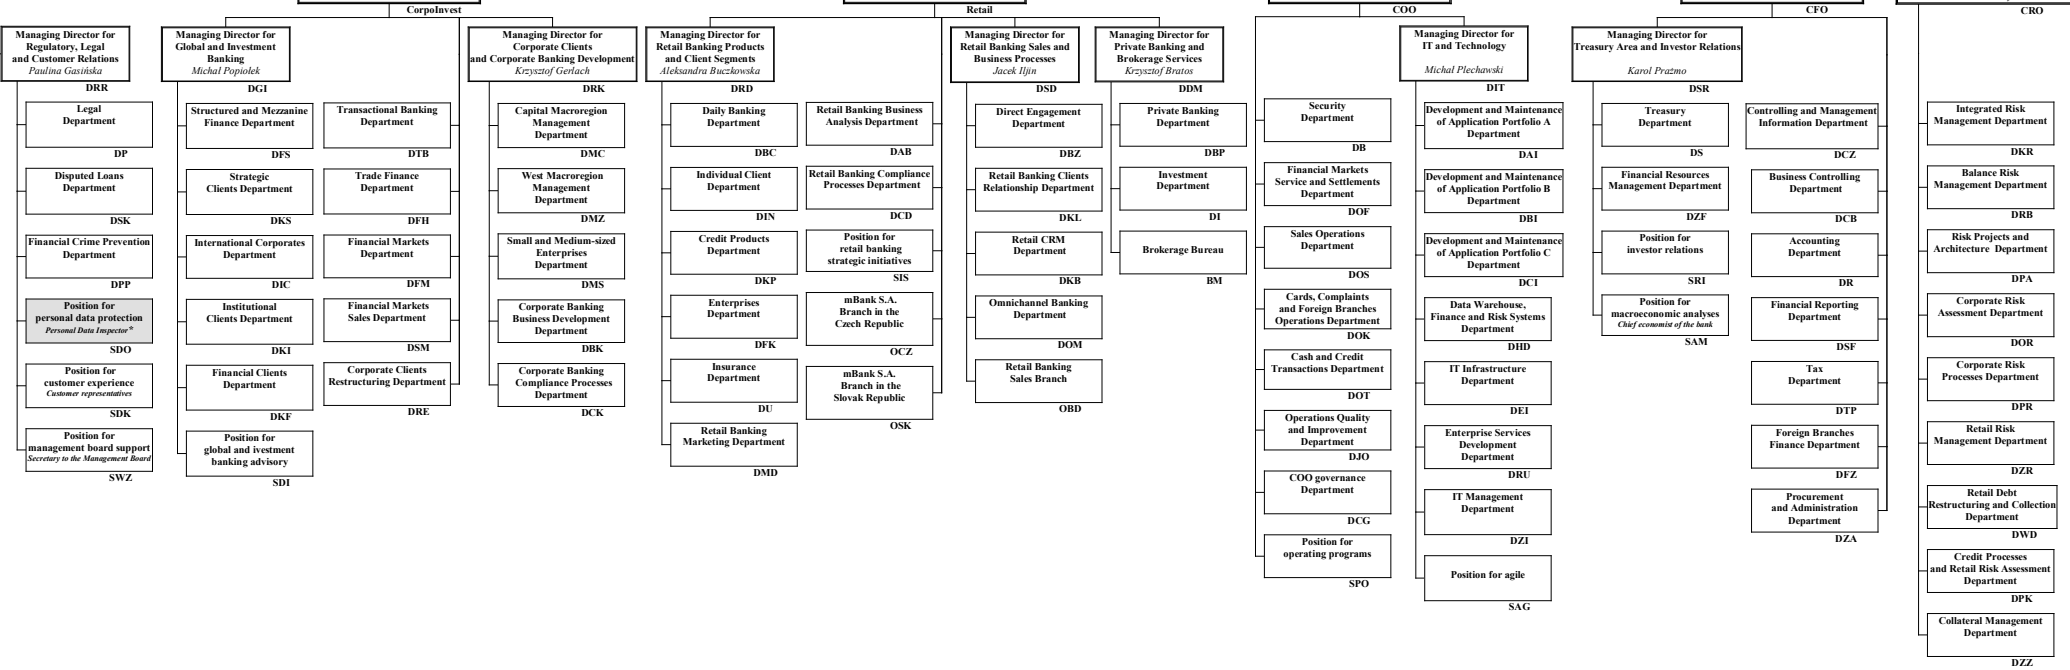 CorpoInvest
Retail
COO
CFO
CRO
Managing Director for
Regulatory, Legal
and Customer Relations
Paulina Gasińska
DRR
Legal
Department
DP
Disputed Loans
Department
DSK
Financial Crime Prevention
Department
DPP
Position for
personal data protection
Personal Data Inspector*
SDO
Position for
customer experience
Customer representatives
SDK
Position for
management board support
Secretary to the Management Board
SWZ
Managing Director for
Global and Investment
Banking
Michał Popiołek
DGI
Structured and Mezzanine
Finance Department
DFS
Strategic
Clients Department
DKS
International Corporates
Department
DIC
Institutional
Clients Department
DKI
Financial Clients
Department
DKF
Position for
global and ivestment
banking advisory
SDI
Transactional Banking
Department
DTB
Trade Finance
Department
DFH
Financial Markets
Department
DFM
Financial Markets
Sales Department
DSM
Corporate Clients
Restructuring Department
DRE
Managing Director for
Corporate Clients
and Corporate Banking Development
Krzysztof Gerlach
DRK
Capital Macroregion
Management
Department
DMC
West Macroregion
Management
Department
DMZ
Small and Medium-sized
Enterprises
Department
DMS
Corporate Banking
Business Development
Department
DBK
Corporate Banking
Compliance Processes
Department
DCK
Managing Director for
Retail Banking Products
and Client Segments
Aleksandra Buczkowska
DRD
Daily Banking
Department
DBC
Individual Client
Department
DIN
Credit Products
Department
DKP
Enterprises
Department
DFK
Insurance
Department
DU
Retail Banking
Marketing Department
DMD
Retail Banking Business
Analysis Department
DAB
Retail Banking Compliance
Processes Department
DCD
Position for
retail banking
strategic initiatives
SIS
mBank S.A.
Branch in the
Czech Republic
OCZ
mBank S.A.
Branch in the
Slovak Republic
OSK
Managing Director for
Retail Banking Sales and
Business Processes
Jacek Iljin
DSD
Direct Engagement
Department
DBZ
Retail Banking Clients
Relationship Department
DKL
Retail CRM
Department
DKB
Omnichannel Banking
Department
DOM
Retail Banking
Sales Branch
OBD
Managing Director for
Private Banking and
Brokerage Services
Krzysztof Bratos
DDM
Private Banking
Department
DBP
Investment
Department
DI
Brokerage Bureau
BM
Security
Department
DB
Financial Markets
Service and Settlements
Department
DOF
Sales Operations
Department
DOS
Cards, Complaints
and Foreign Branches
Operations Department
DOK
Cash and Credit
Transactions Department
DOT
Operations Quality
and Improvement
Department
DJO
COO governance
Department
DCG
Position for
operating programs
SPO
Managing Director for
IT and Technology
Michał Plechawski
DIT
Development and Maintenance
of Application Portfolio A
Department
DAI
Development and Maintenance
of Application Portfolio B
Department
DBI
Development and Maintenance
of Application Portfolio C
Department
DCI
Data Warehouse,
Finance and Risk Systems
Department
DHD
IT Infrastructure
Department
DEI
Enterprise Services
Development
Department
DRU
IT Management
Department
DZI
Position for agile
SAG
Managing Director for
Treasury Area and Investor Relations
Karol Prażmo
DSR
Treasury
Department
DS
Financial Resources
Management Department
DZF
Position for
investor relations
SRI
Position for
macroeconomic analyses
Chief economist of the bank
SAM
Controlling and Management
Information Department
DCZ
Business Controlling
Department
DCB
Accounting
Department
DR
Financial Reporting
Department
DSF
Tax
Department
DTP
Foreign Branches
Finance Department
DFZ
Procurement
and Administration
Department
DZA
Integrated Risk
Management Department
DKR
Balance Risk
Management Department
DRB
Risk Projects and
Architecture Department
DPA
Corporate Risk
Assessment Department
DOR
Corporate Risk
Processes Department
DPR
Retail Risk
Management Department
DZR
Retail Debt
Restructuring and Collection
Department
DWD
Credit Processes
and Retail Risk Assessment
Department
DPK
Collateral Management
Department
DZZ